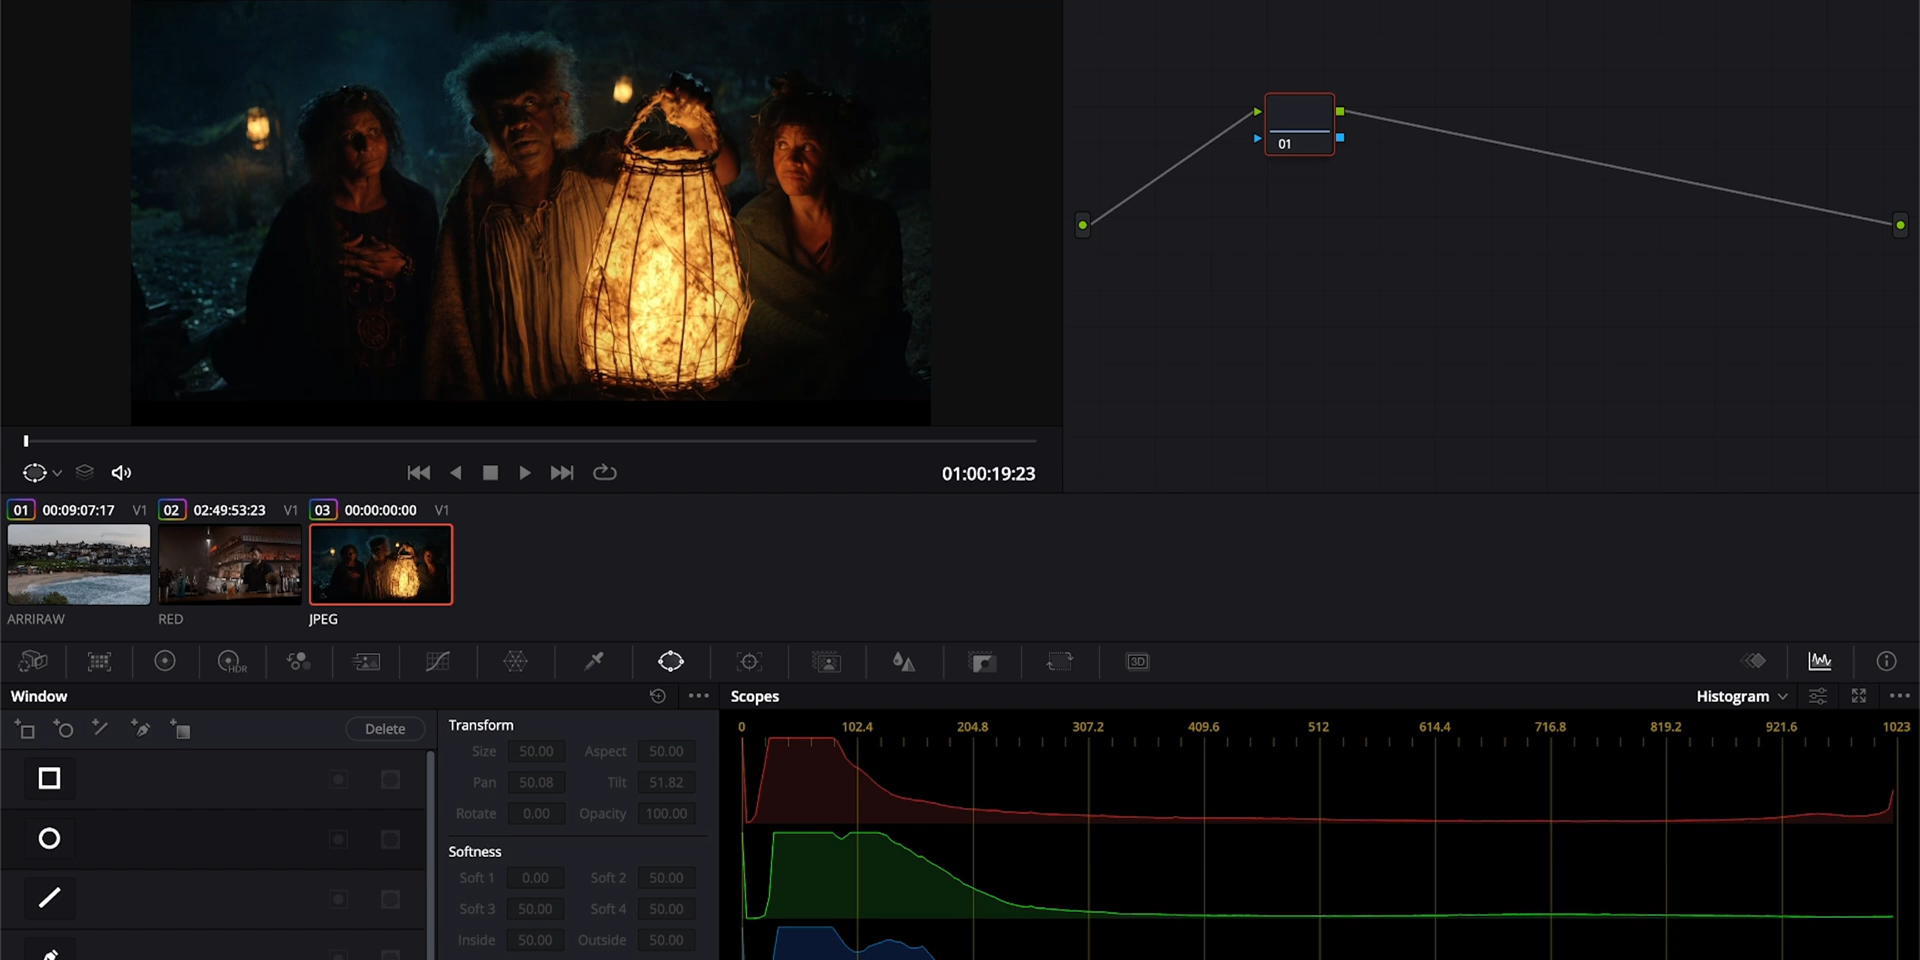 01
01:00:19:23
01 00:09:07:17 V1
02 02:49:53:23 V1
03 00:00:00:00 V1
ARRIRAW
RED
JPEG
HDR
3D
Window
Delete
Transform
Size 50.00 Aspect 50.00
Pan 50.08 Tilt 51.82
Rotate 0.00 Opacity 100.00
Softness
Soft 1 0.00 Soft 2 50.00
Soft 3 50.00 Soft 4 50.00
Inside 50.00 Outside 50.00
Scopes
Histogram
0 102.4 204.8 307.2 409.6 512 614.4 716.8 819.2 921.6 1023